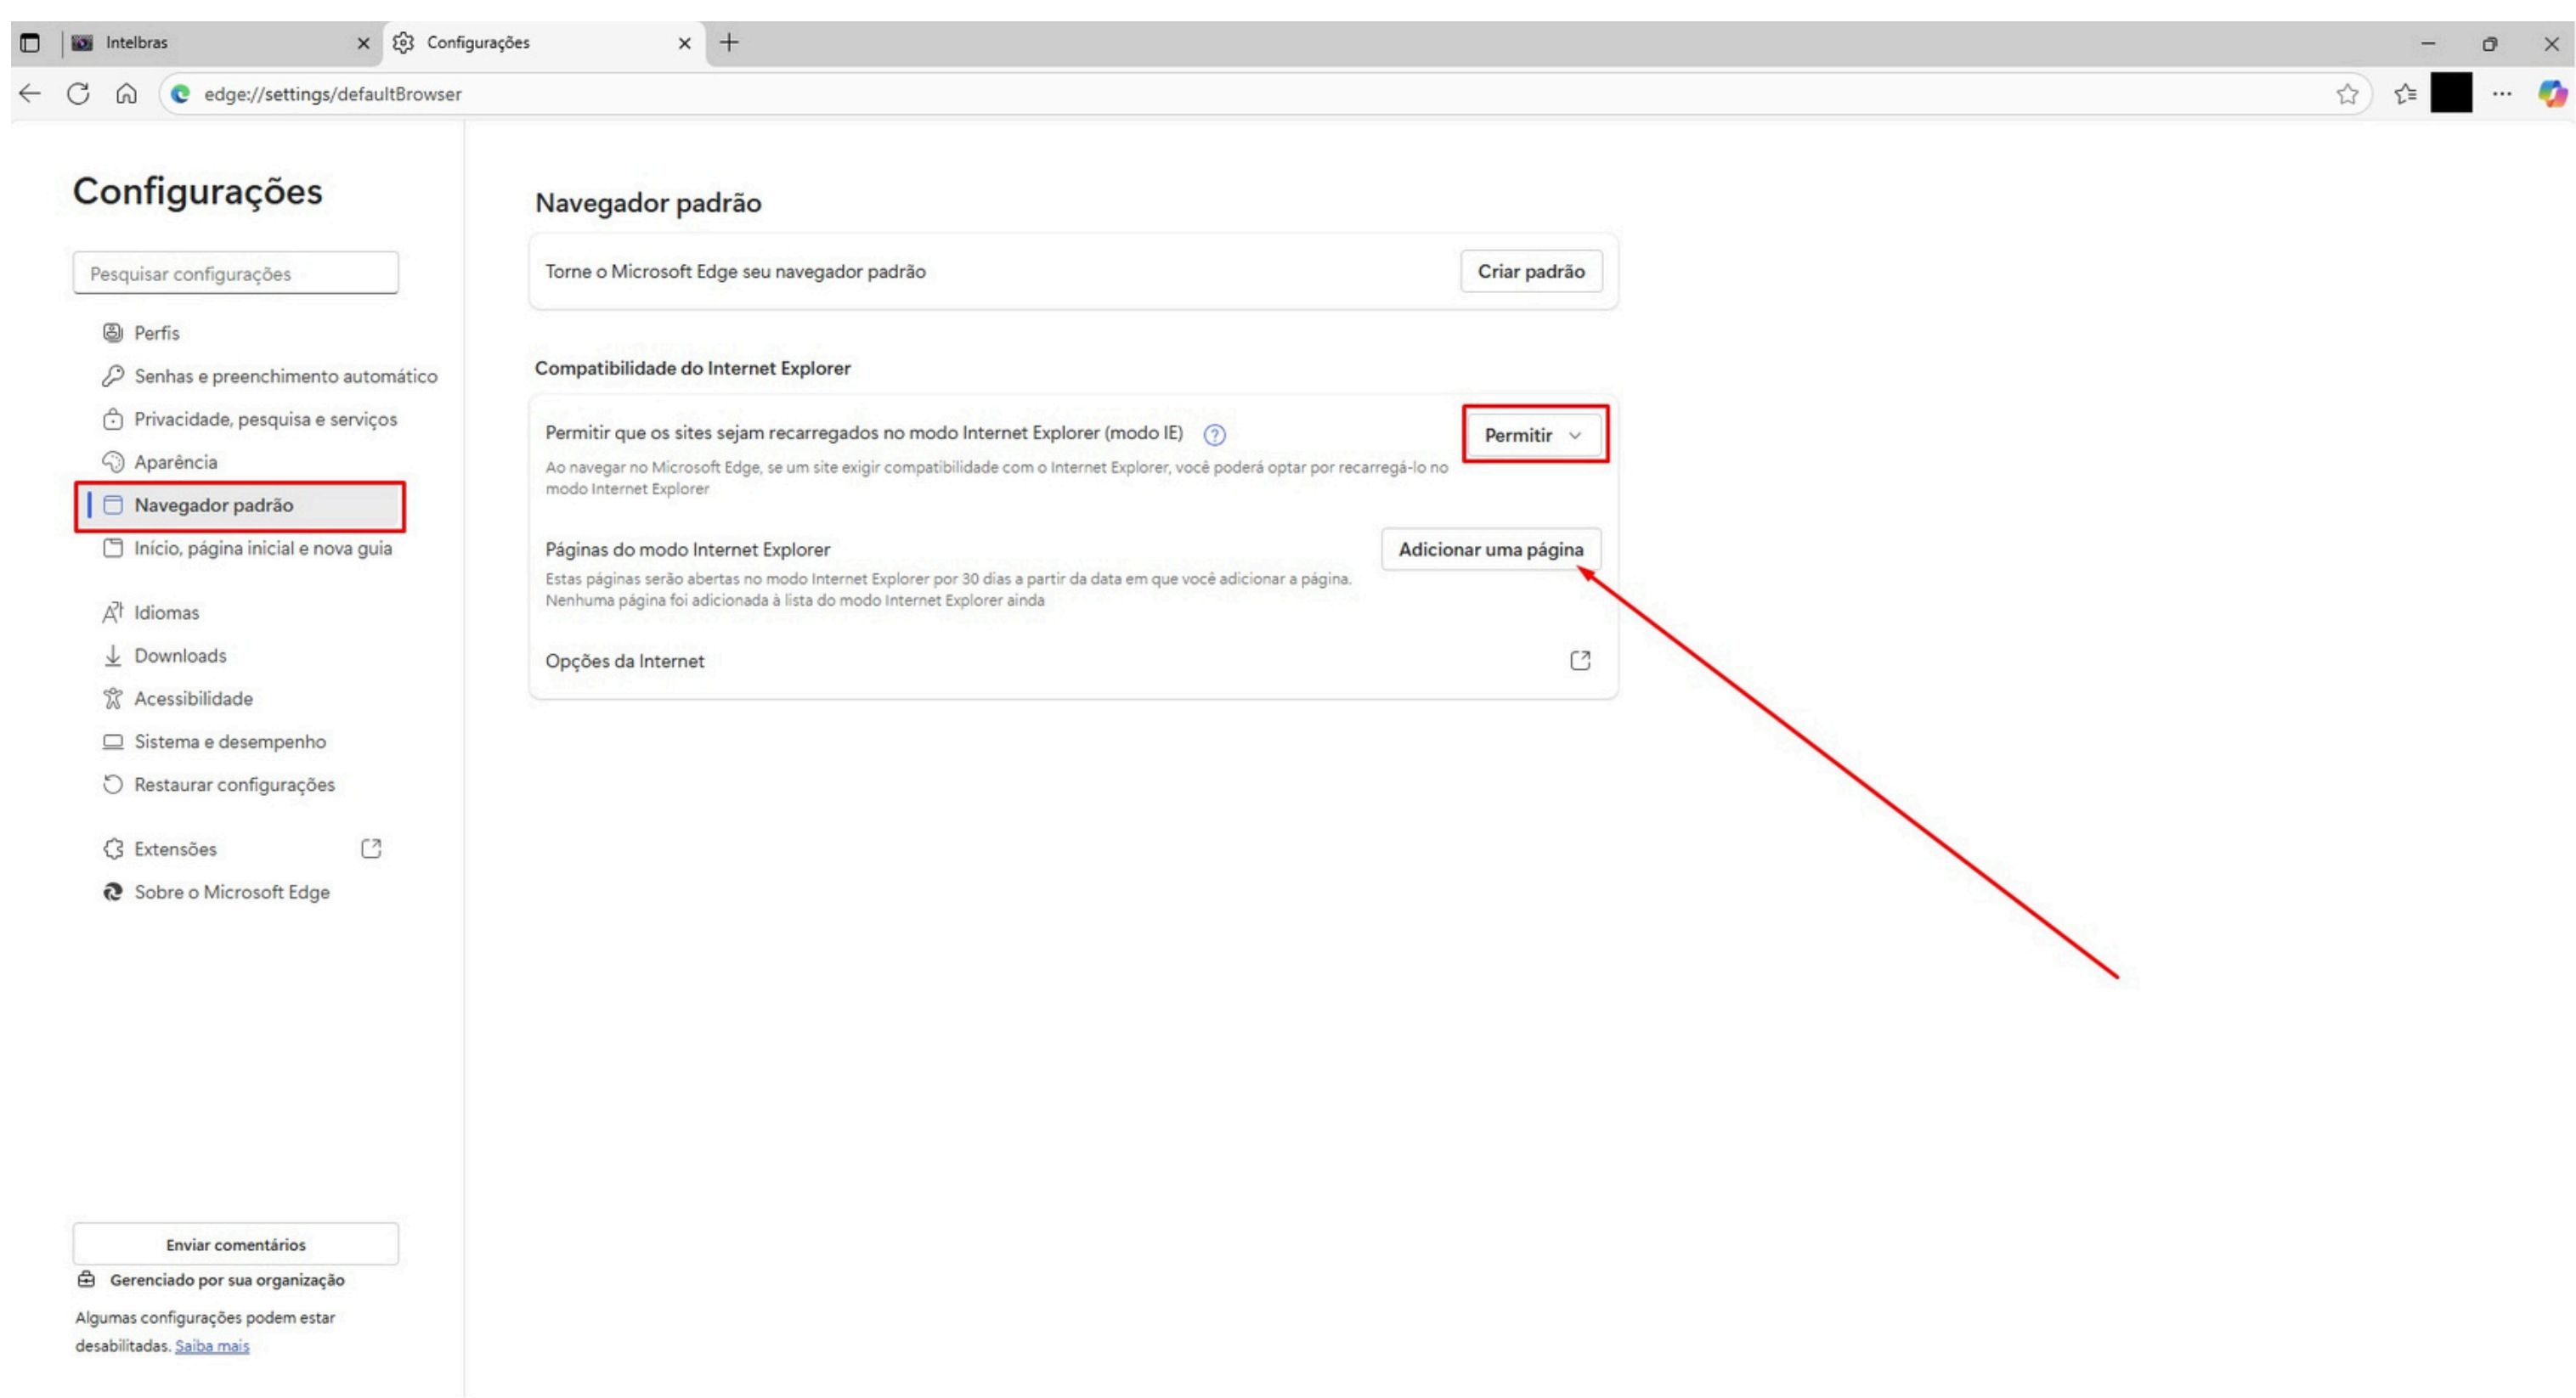 Intelbras
Configurações
edge://settings/defaultBrowser
Configurações
Pesquisar configurações
Perfis
Senhas e preenchimento automático
Privacidade, pesquisa e serviços
Aparência
Navegador padrão
Início, página inicial e nova guia
Idiomas
Downloads
Acessibilidade
Sistema e desempenho
Restaurar configurações
Extensões
Sobre o Microsoft Edge
Enviar comentários
Gerenciado por sua organização
Algumas configurações podem estar
desabilitadas. Saiba mais
Navegador padrão
Torne o Microsoft Edge seu navegador padrão
Criar padrão
Compatibilidade do Internet Explorer
Permitir que os sites sejam recarregados no modo Internet Explorer (modo IE)
Permitir
Ao navegar no Microsoft Edge, se um site exigir compatibilidade com o Internet Explorer, você poderá optar por recarregá-lo no
modo Internet Explorer
Páginas do modo Internet Explorer
Adicionar uma página
Estas páginas serão abertas no modo Internet Explorer por 30 dias a partir da data em que você adicionar a página.
Nenhuma página foi adicionada à lista do modo Internet Explorer ainda
Opções da Internet